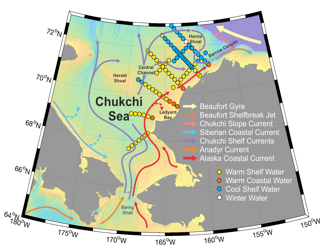 Hanna
Shoal
Barrow Canyon
72°N
Herald
Shoal
Central
Channel
70°N
Ledyard
Bay
Chukchi
Sea
68°N
66°N
64°N
Bering
Strait
Beaufort Gyre
Beaufort Shelfbreak Jet
Chukchi Slope Current
Siberian Coastal Current
Chukchi Shelf Currents
Anadyr Current
Alaska Coastal Current
Warm Shelf Water
Warm Coastal Water
Cool Shelf Water
Winter Water
180°W
175°W
170°W
165°W
160°W
155°W
150°W